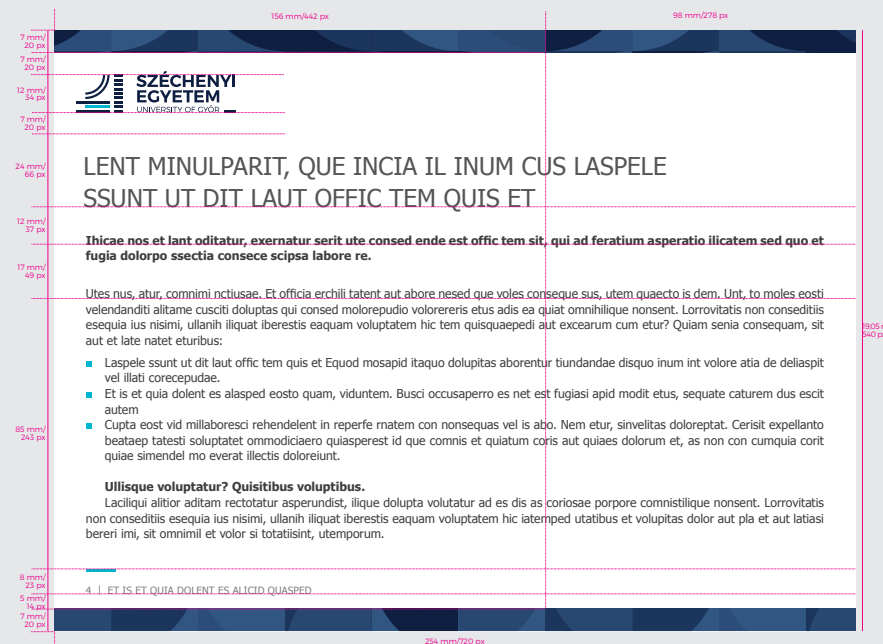 156 mm/442 px
98 mm/278 px
7 mm/
20 px
7 mm/
20 px
12 mm/
34 px
7 mm/
20 px
24 mm/
66 px
12 mm/
37 px
17 mm/
49 px
85 mm/
243 px
8 mm/
23 px
5 mm/
14 px
7 mm/
20 px
SZÉCHENYI
EGYETEM
UNIVERSITY OF GYŐR
LENT MINULPARIT, QUE INCIA IL INUM CUS LASPELE
SSUNT UT DIT LAUT OFFIC TEM QUIS ET
Ihicae nos et lant oditatur, exernatur serit ute consed ende est offic tem sit, qui ad feratium asperatio ilicatem sed quo et
fugia dolorpo ssectia consece scipsa labore re.
Utes nus, atur, comnimi nctiusae. Et officia erchili tatent aut abore nesed que voles conseque sus, utem quaecto is dem. Unt, to moles eosti
velendanditi alitame cusciti doluptas qui consed molorepudio volorereris etus adis ea quiat omnihilique nonsent. Lorrovitatis non conseditiis
esequia ius nisimi, ullanih iliquat iberestis eaquam voluptatem hic tem quisquaepedi aut excearum cum etur? Quiam senia consequam, sit
aut et late natet eturibus:
Laspele ssunt ut dit laut offic tem quis et Equod mosapid itaquo dolupitas aborentur tiundandae disquo inum int volore atia de deliaspit
vel illati corecepudae.
Et is et quia dolent es alasped eosto quam, viduntem. Busci occusaperro es net est fugiasi apid modit etus, sequate caturem dus escit
autem
Cupta eost vid millaboresci rehendelent in reperfe rnatem con nonsequas vel is abo. Nem etur, sinvelitas doloreptat. Cerisit expellanto
beataep tatesti soluptatet ommodiciaero quiasperest id que comnis et quiatum coris aut quiaes dolorum et, as non con cumquia corit
quiae simendel mo everat illectis doloreiunt.
Ullisque voluptatur? Quisitibus voluptibus.
Laciliqui alitior aditam rectotatur asperundist, ilique dolupta volutatur ad es dis as coriosae porpore comnistilique nonsent. Lorrovitatis
non conseditiis esequia ius nisimi, ullanih iliquat iberestis eaquam voluptatem hic iatemped utatibus et volupitas dolor aut pla et aut latiasi
bereri imi, sit omnimil et volor si totatiisint, utemporum.
4 | ET IS ET QUIA DOLENT ES ALICID QUASPED
254 mm/720 px
540 p